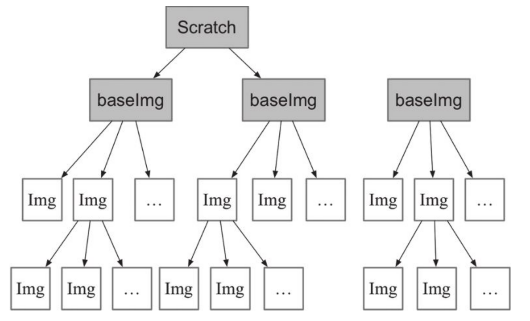 Scratch
baseImg baseImg baseImg
Img Img … Img Img … Img Img …
Img Img … Img Img … Img Img …